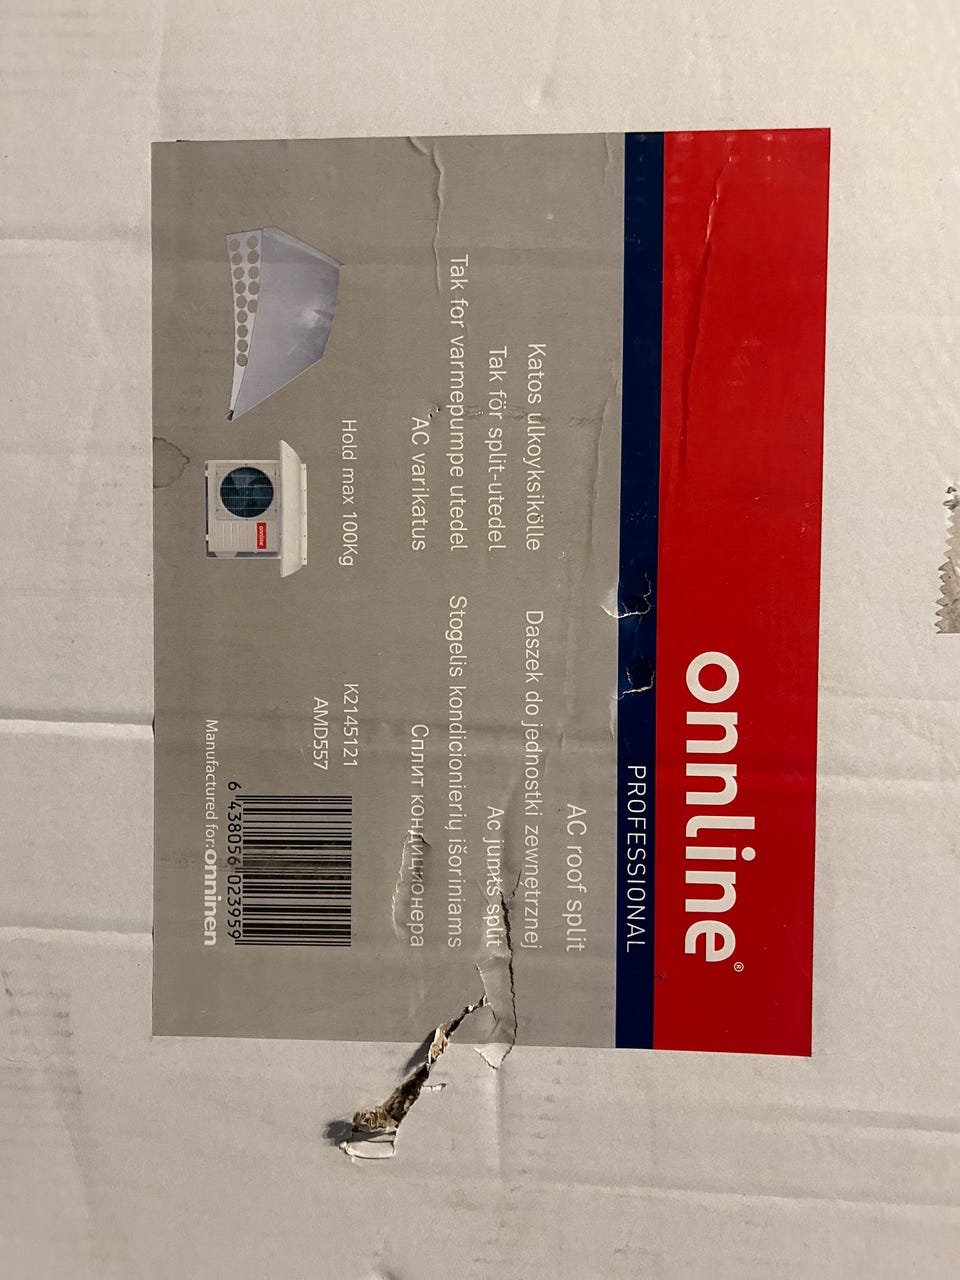 onnline®
PROFESSIONAL
AC roof split
Katos ulkoyksikölle
Daszek do jednostki zewnętrznej
Tak för split-utedel
Ac jumts split
Tak for varmepumpe utedel
Stogelis kondicionierių išoriniams
AC varikatus
Сплит кондиционера
Hold max 100Kg
K2145121
AMD557
onnline
6 438056 023959
Manufactured for: onninen